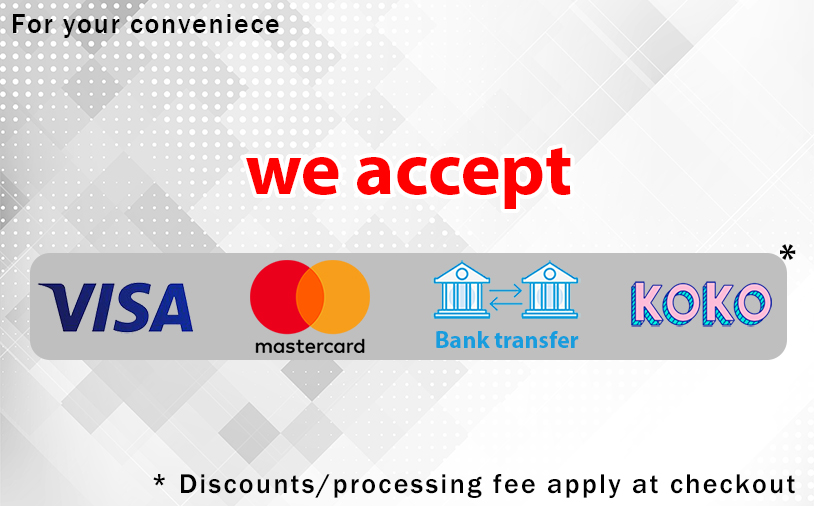 For your conveniece
we accept
*
VISA
mastercard
Bank transfer
KOKO
* Discounts/processing fee apply at checkout